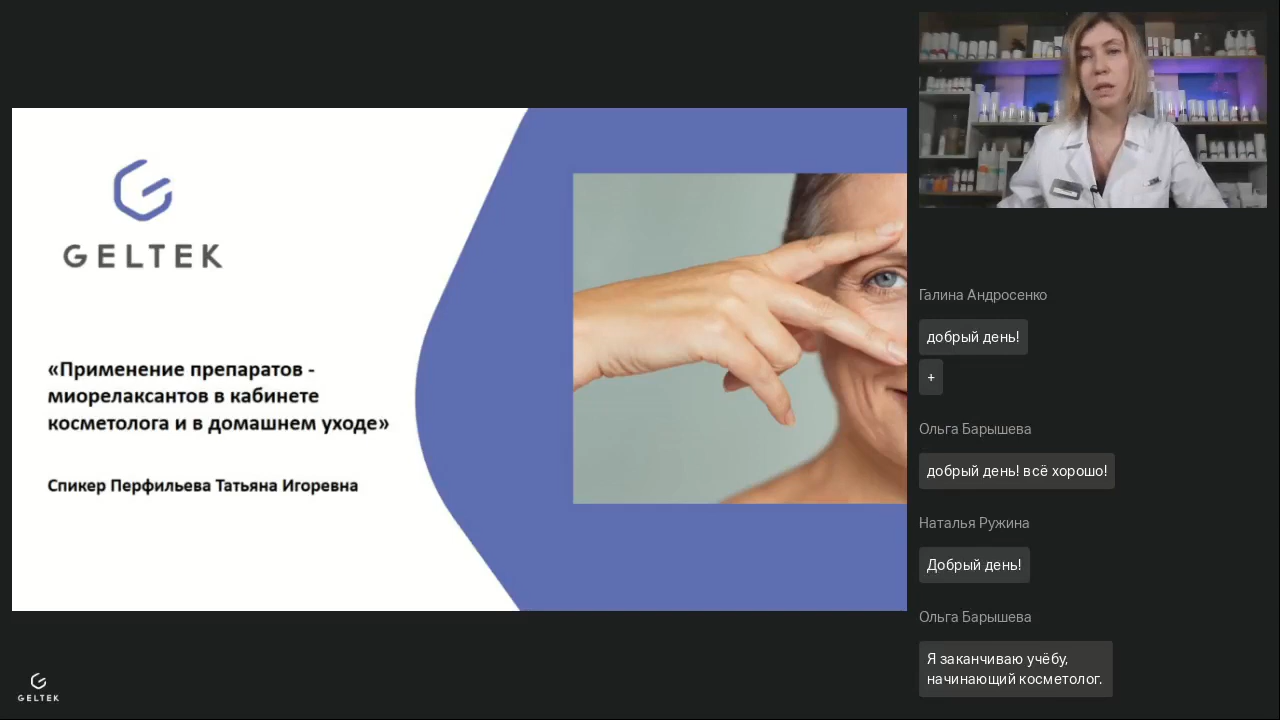 GELTEK
«Применение препаратов -
миорелаксантов в кабинете
косметолога и в домашнем уходе»
Спикер Перфильева Татьяна Игоревна
GELTEK
Галина Андросенко
добрый день!
+
Ольга Барышева
добрый день! всё хорошо!
Наталья Ружина
Добрый день!
Ольга Барышева
Я заканчиваю учёбу,
начинающий косметолог.